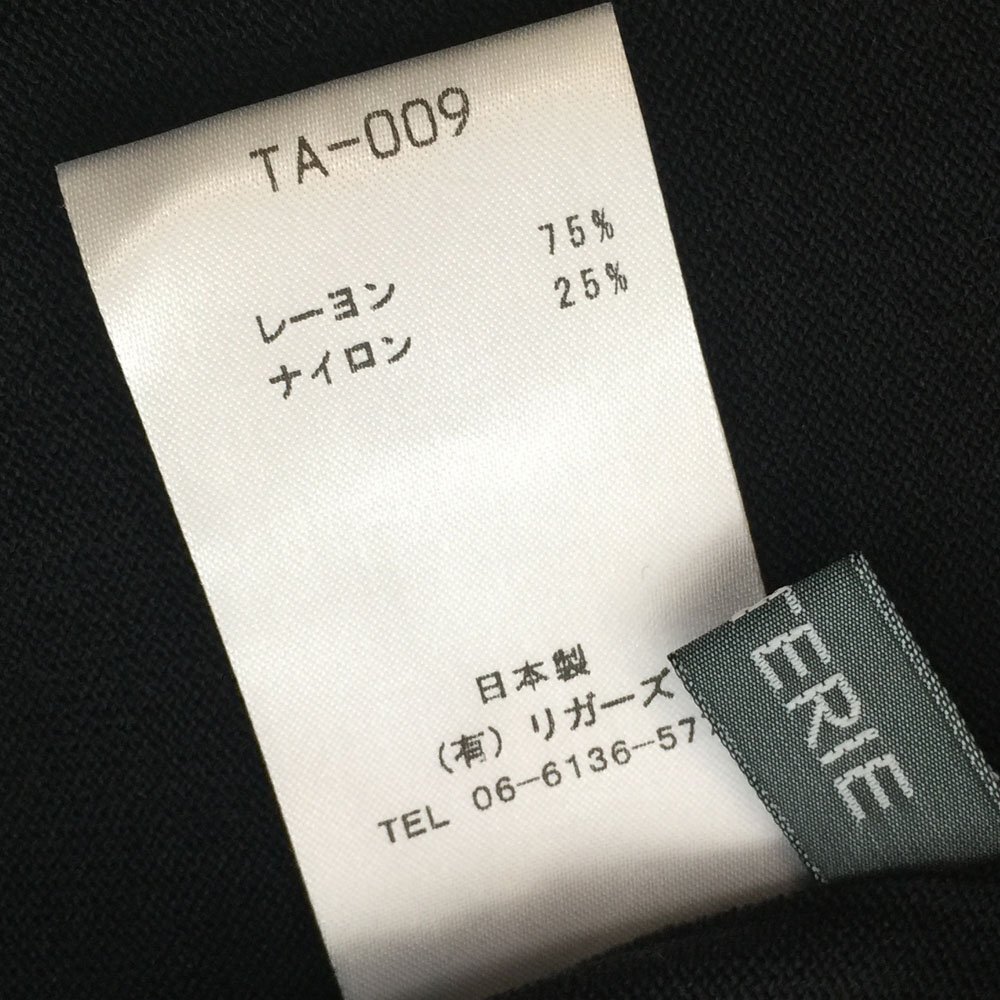 TA-009
レーヨン 75%
ナイロン 25%
日本製
(有) リガーズ
TEL 06-6136-57
TERIE